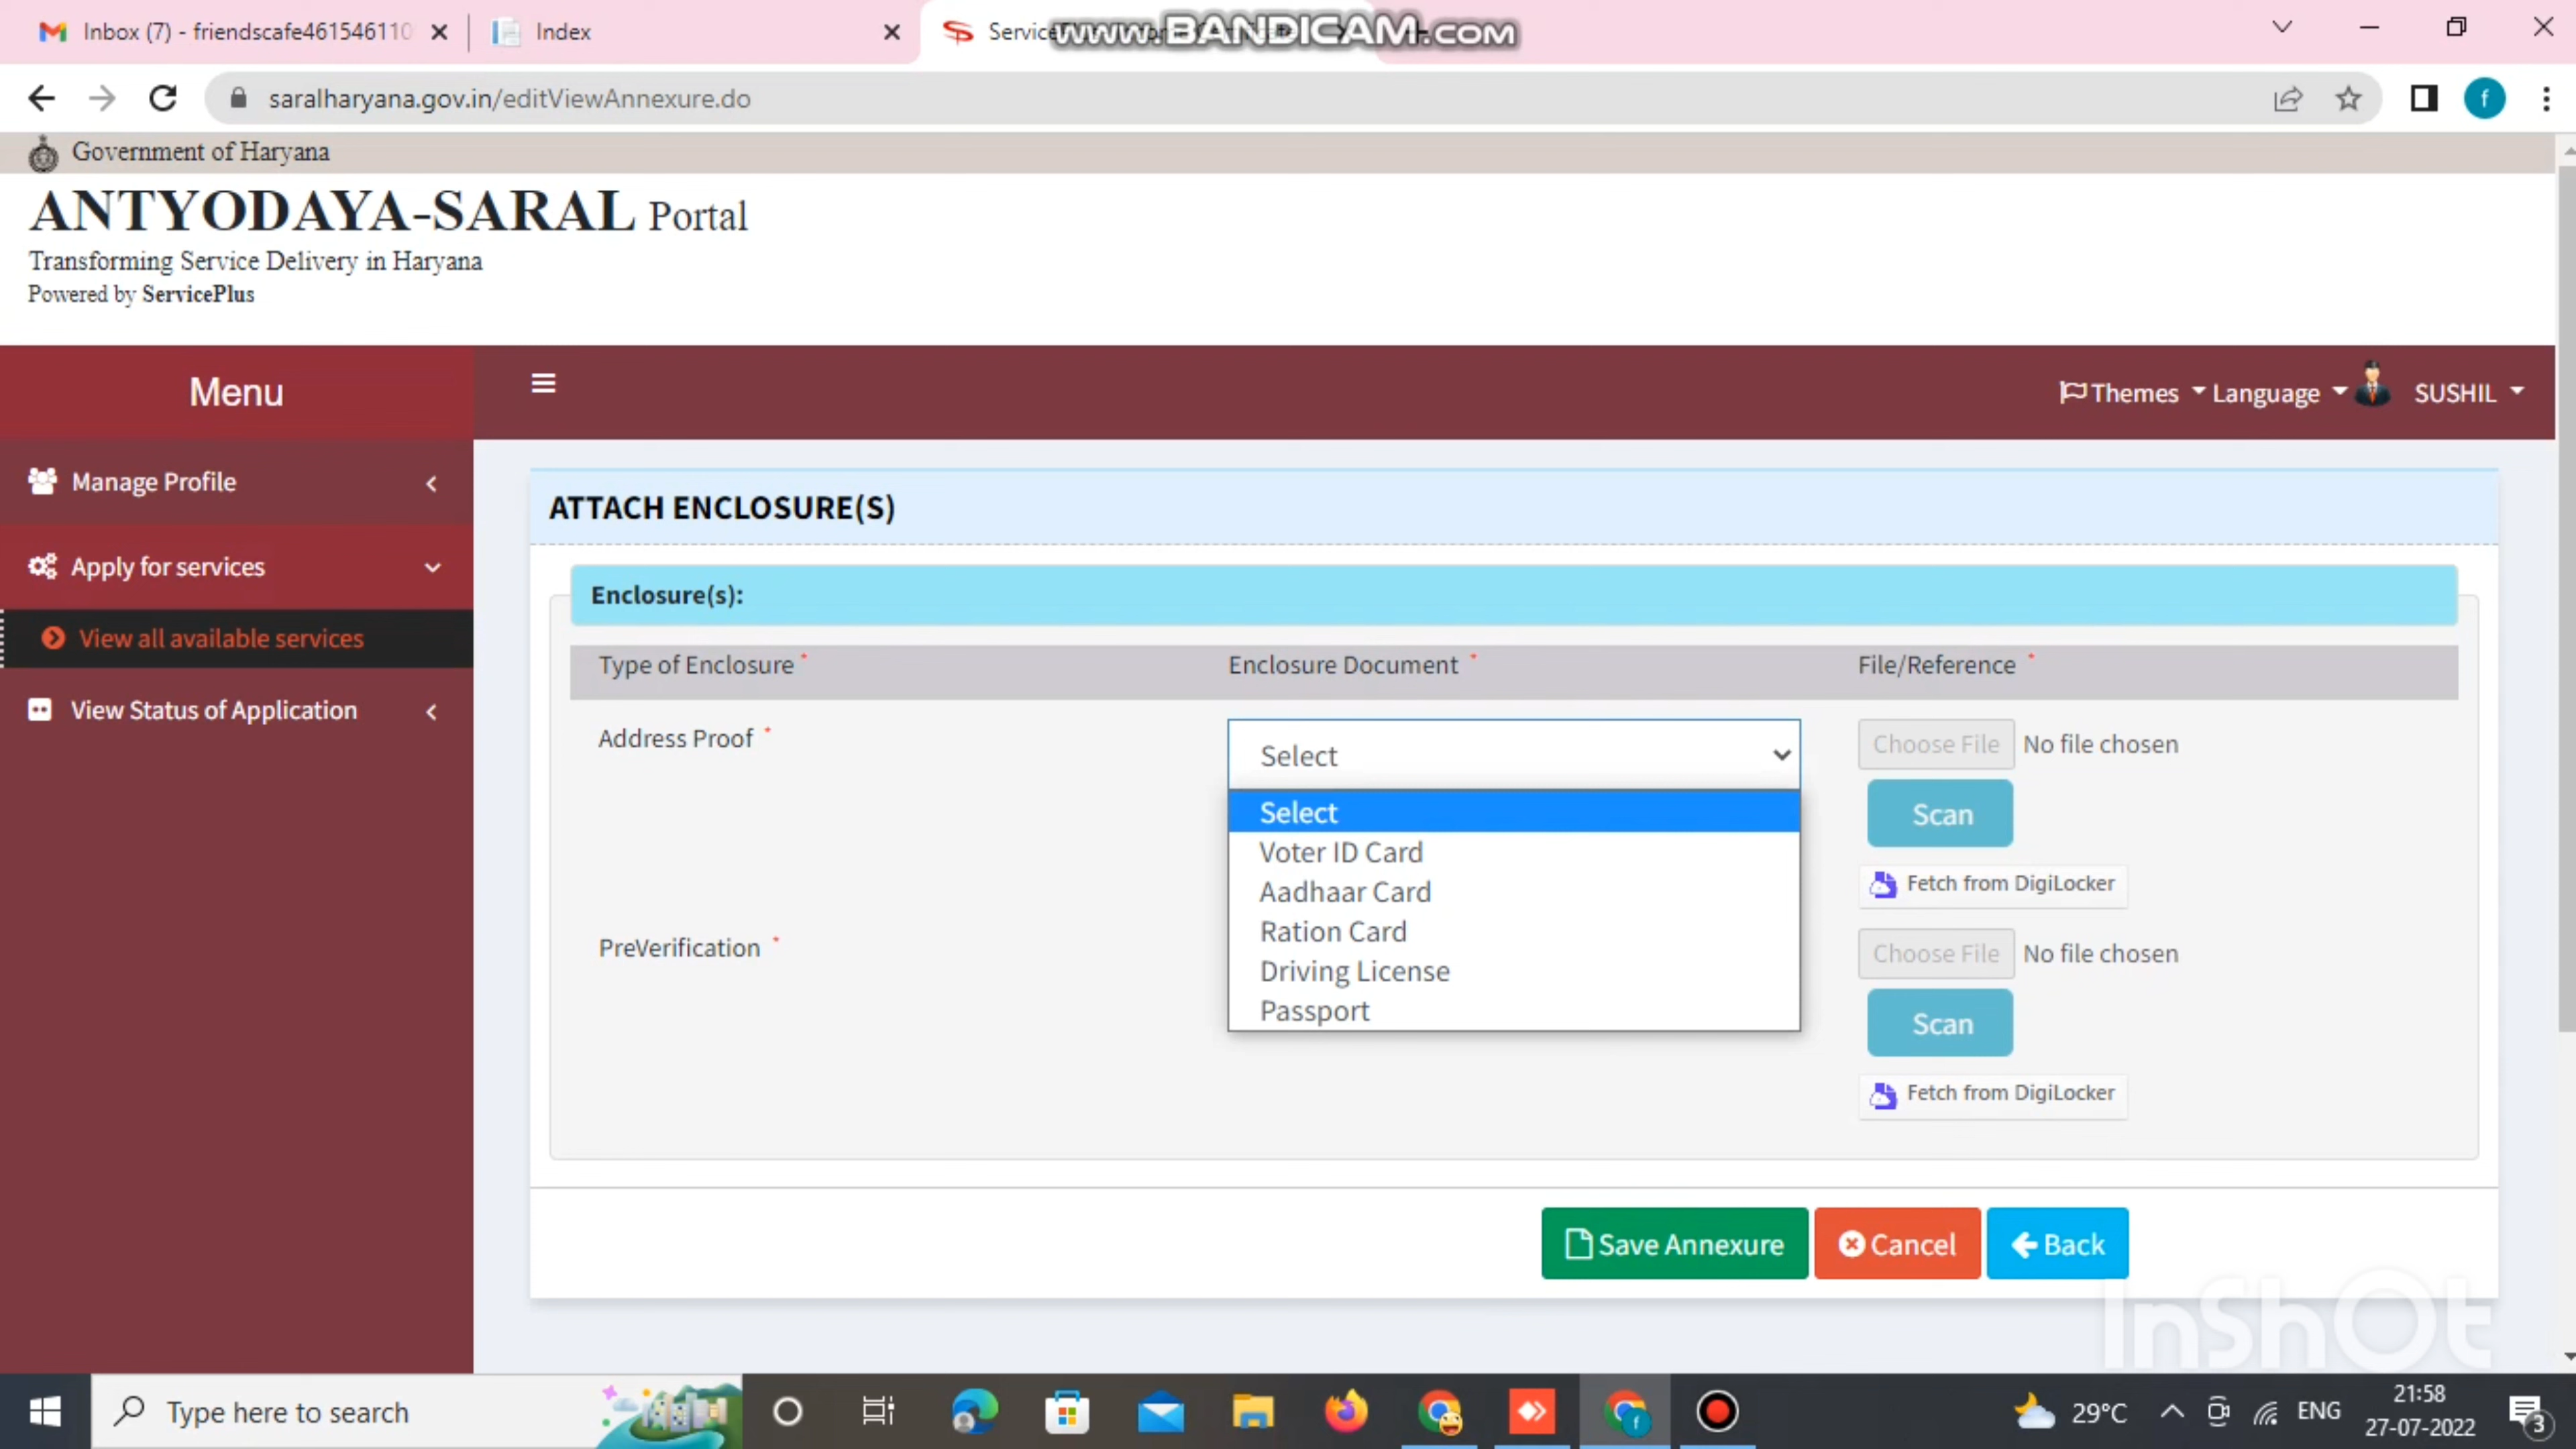 Inbox (7) - friendscafe461546110
Index
Service
www.BANDICAM.com
saralharyana.gov.in/editViewAnnexure.do
f
Government of Haryana
ANTYODAYA-SARAL Portal
Transforming Service Delivery in Haryana
Powered by ServicePlus
Menu
Themes
Language
SUSHIL
Manage Profile
Apply for services
View all available services
View Status of Application
ATTACH ENCLOSURE(S)
Enclosure(s):
Type of Enclosure *
Enclosure Document *
File/Reference *
Address Proof *
Select
Choose File No file chosen
Select
Scan
Voter ID Card
Aadhaar Card
Fetch from DigiLocker
Ration Card
PreVerification *
Choose File No file chosen
Driving License
Passport
Scan
Fetch from DigiLocker
Save Annexure
Cancel
Back
InShOt
Type here to search
f
29°C
ENG
21:58
27-07-2022
3